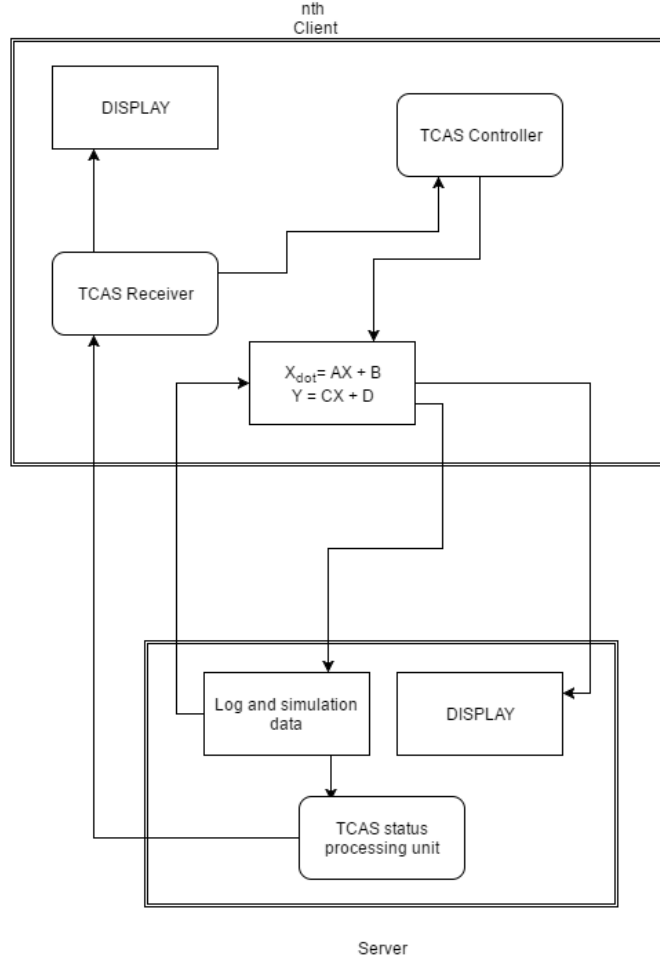 nth
Client
DISPLAY
TCAS Controller
TCAS Receiver
Xdot= AX + B
Y = CX + D
Log and simulation
data
DISPLAY
TCAS status
processing unit
Server